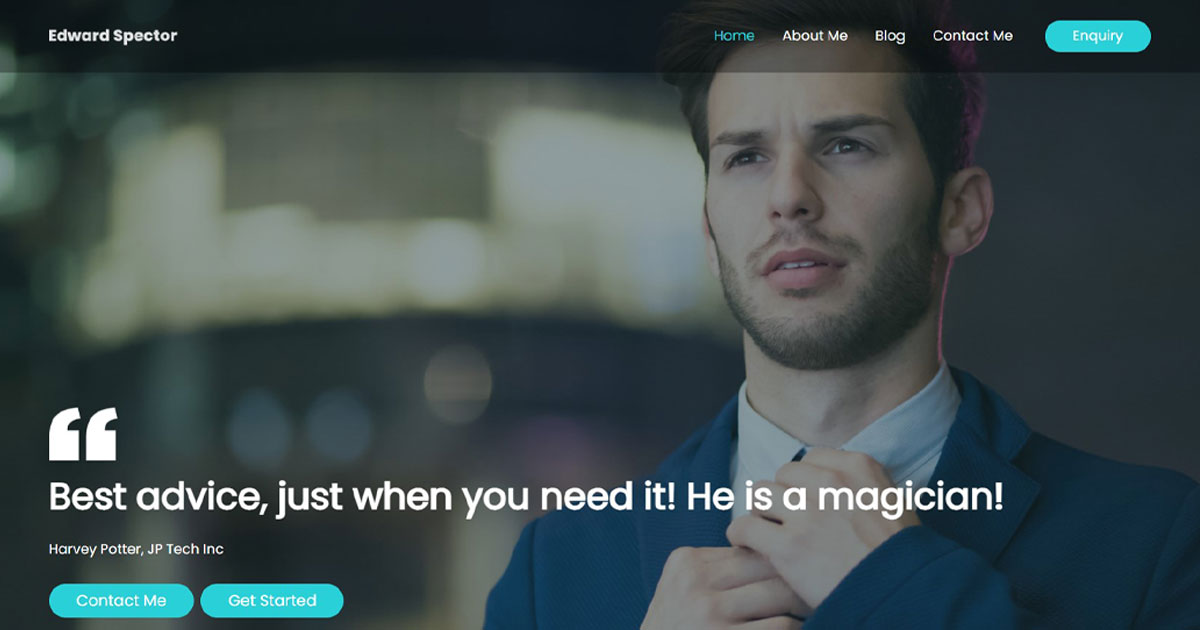 Edward Spector
Home
About Me
Blog
Contact Me
Enquiry
“
Best advice, just when you need it! He is a magician!
Harvey Potter, JP Tech Inc
Contact Me
Get Started